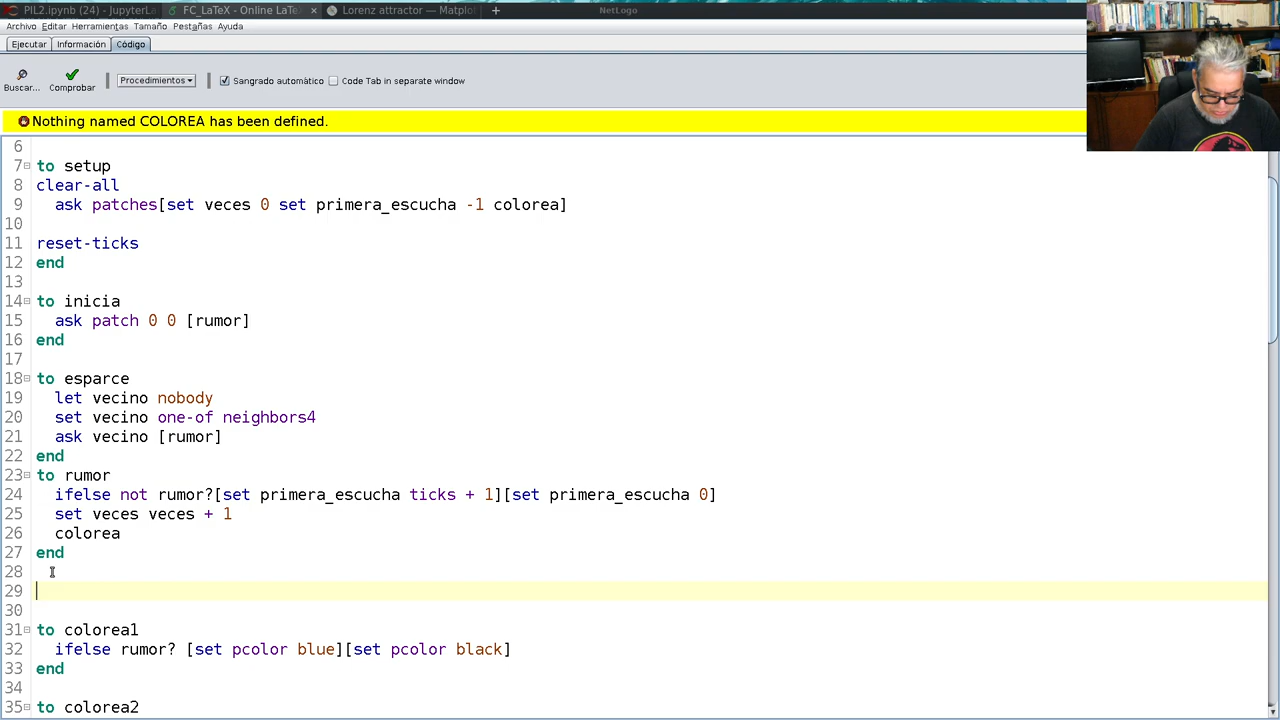 PIL2.ipynb (24) - JupyterLa
FC_LaTeX - Online LaTe ×
Lorenz attractor — Matplot ×
+
NetLogo
Archivo Editar Herramientas Tamaño Pestañas Ayuda
Ejecutar Información Código
Buscar... Comprobar Procedimientos Sangrado automático Code Tab in separate window
Nothing named COLOREA has been defined.
6
7 to setup
8 clear-all
9 ask patches[set veces 0 set primera_escucha -1 colorea]
10
11 reset-ticks
12 end
13
14 to inicia
15 ask patch 0 0 [rumor]
16 end
17
18 to esparce
19 let vecino nobody
20 set vecino one-of neighbors4
21 ask vecino [rumor]
22 end
23 to rumor
24 ifelse not rumor?[set primera_escucha ticks + 1][set primera_escucha 0]
25 set veces veces + 1
26 colorea
27 end
28
29
30
31 to colorea1
32 ifelse rumor? [set pcolor blue][set pcolor black]
33 end
34
35 to colorea2